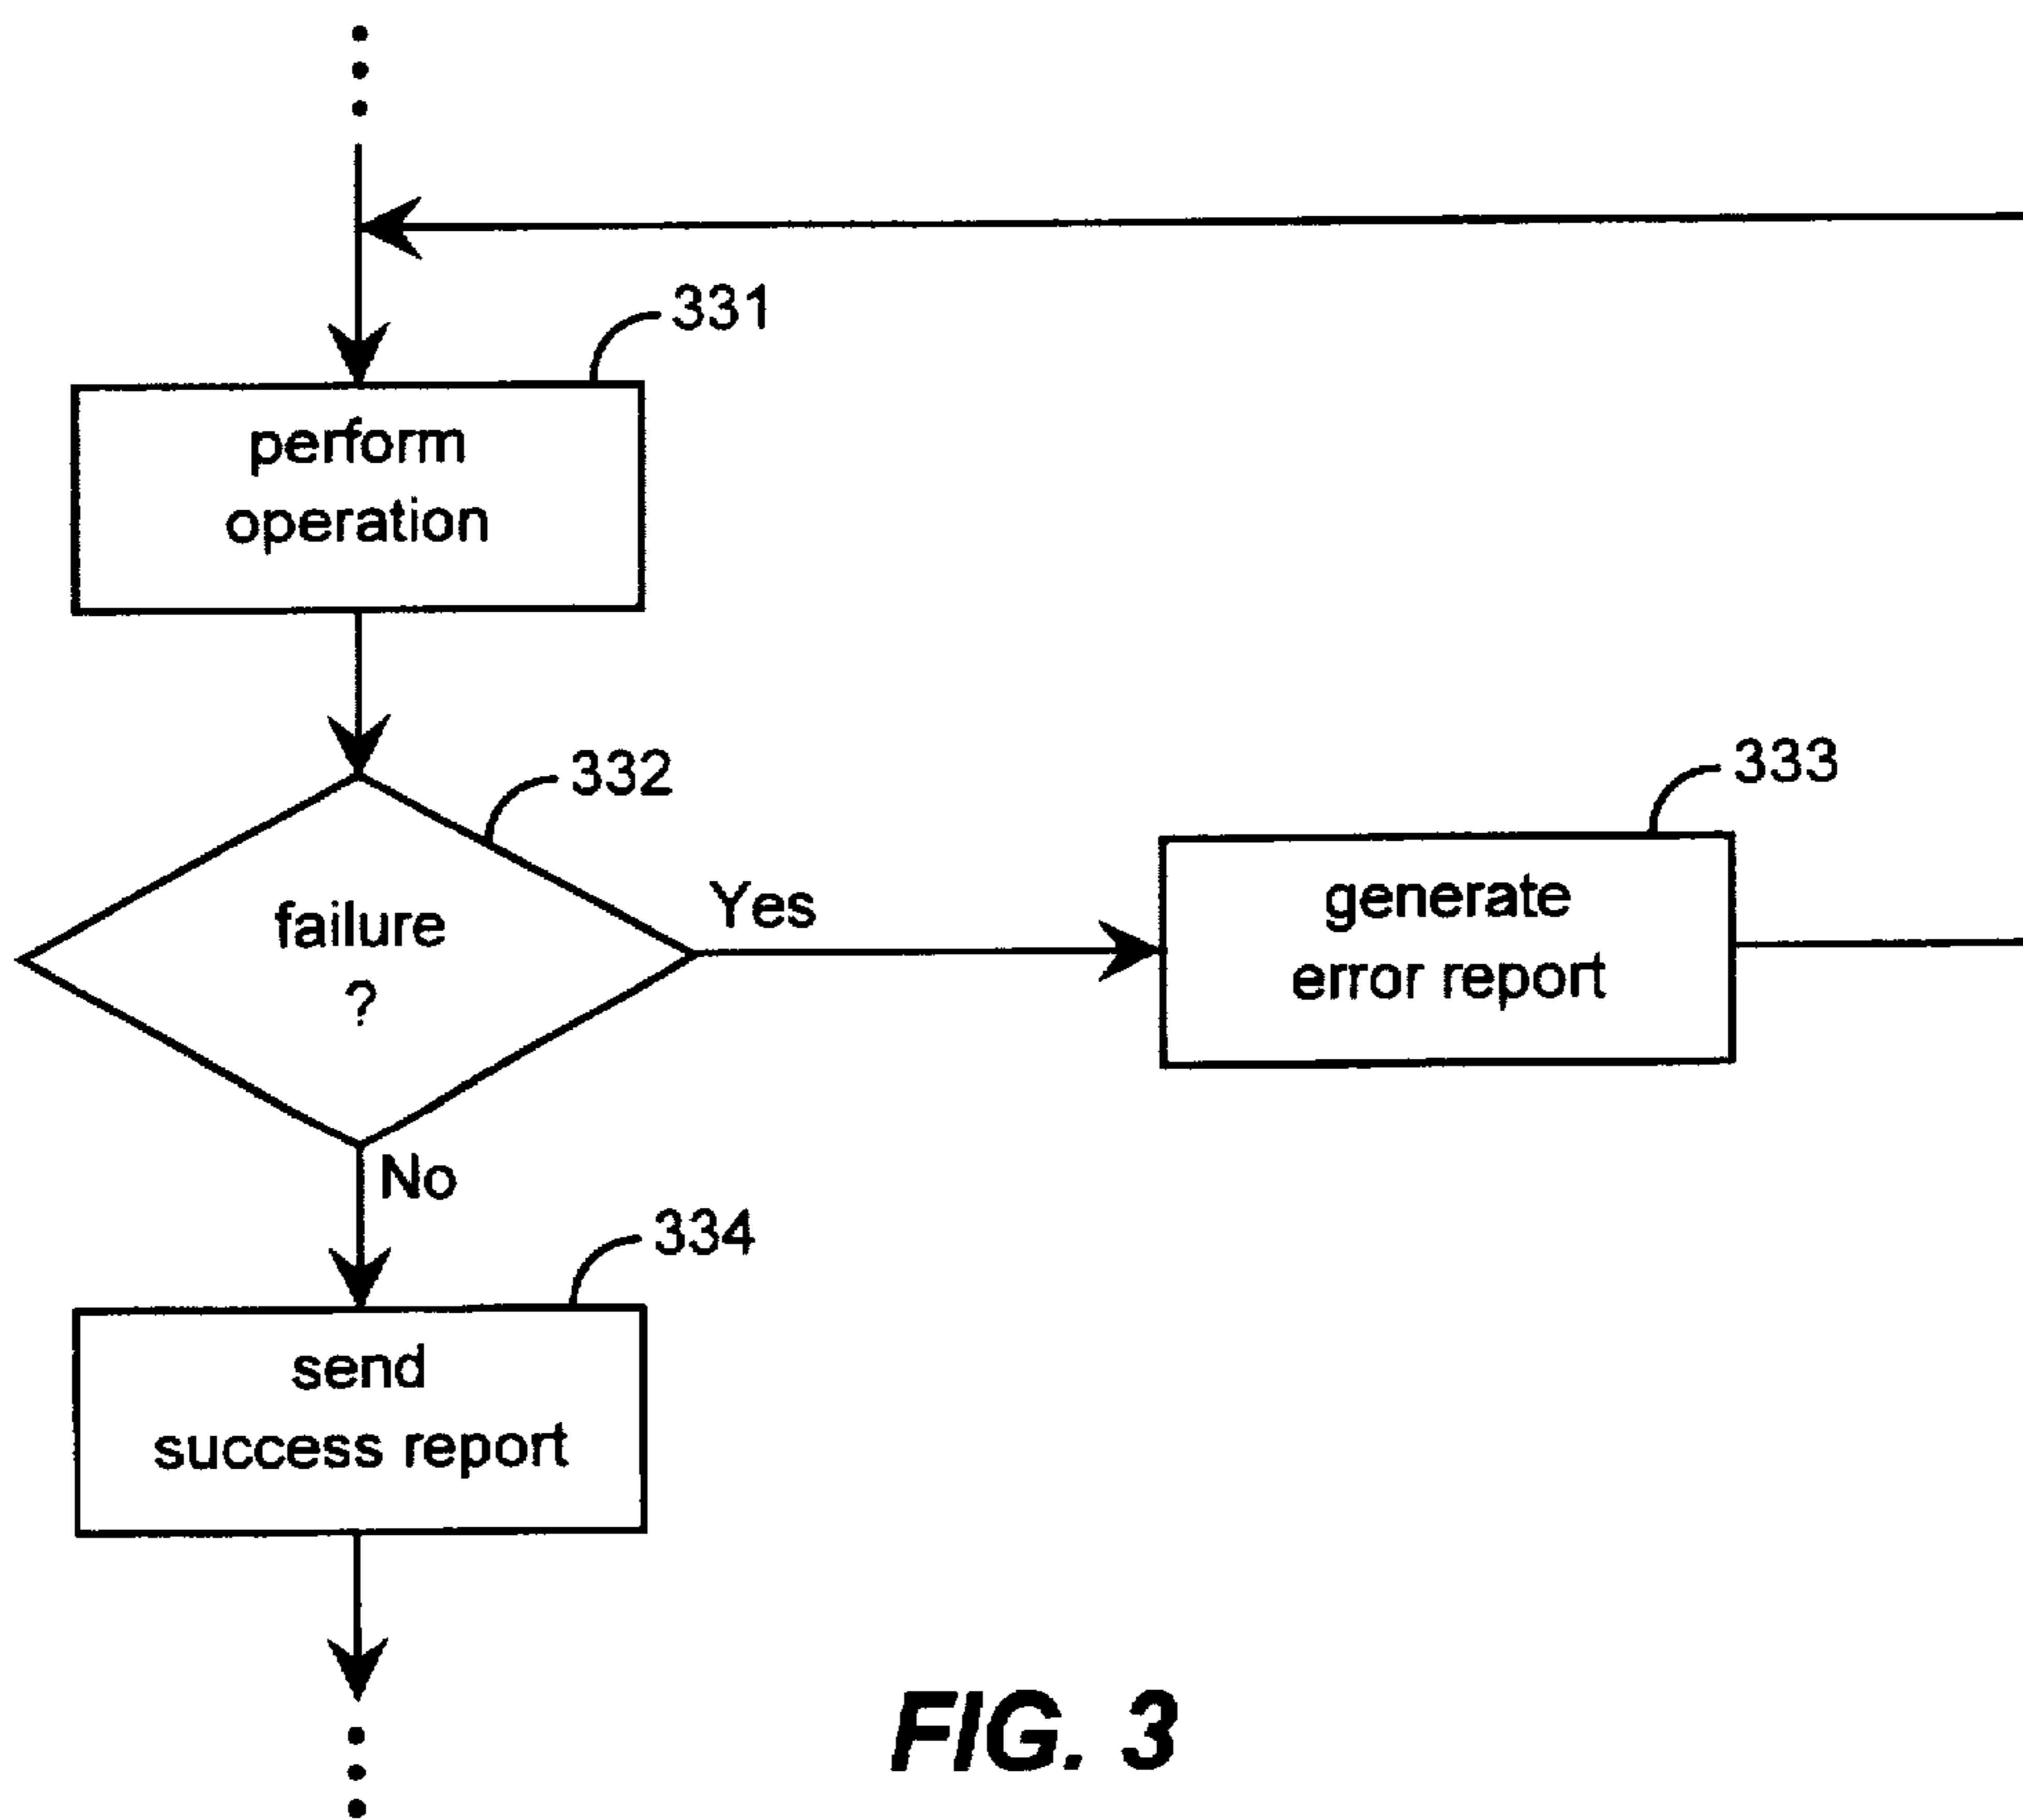 331
perform
operation
332
failure
?
Yes
333
generate
error report
No
334
send
success report
FIG. 3